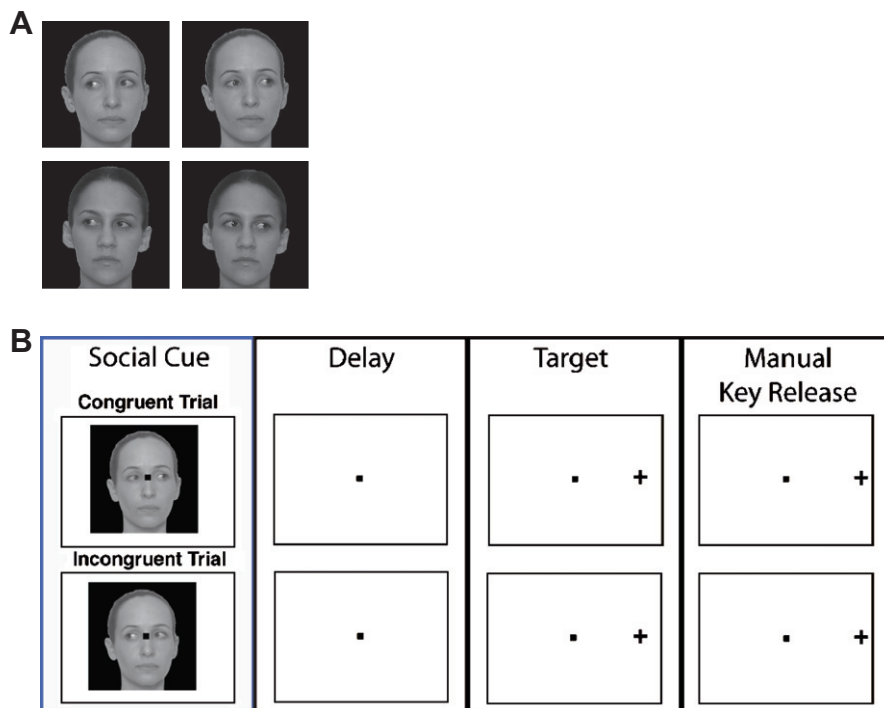 A
B
Social Cue
Delay
Target
Manual
Key Release
Congruent Trial
Incongruent Trial